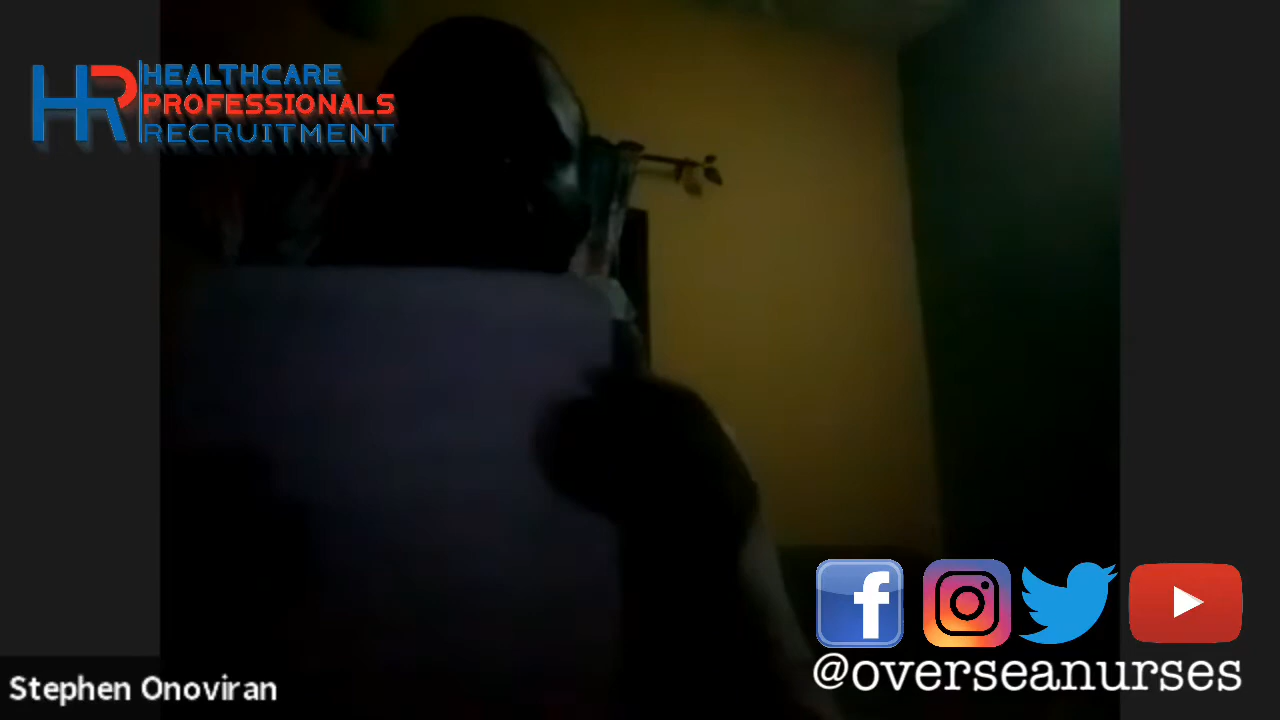 HEALTHCARE
PROFESSIONALS
RECRUITMENT
Stephen Onoviran
@overseanurses